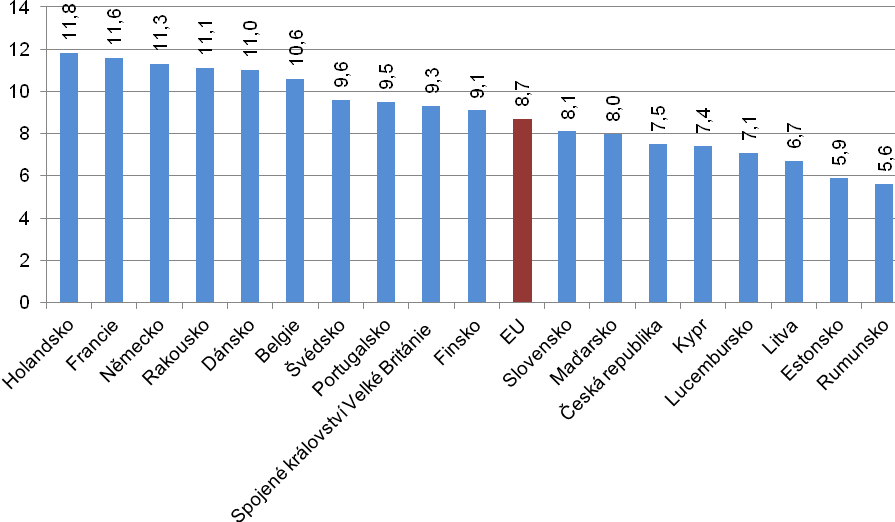 14
12
10
8
6
4
2
0
11,8
11,6
11,3
11,1
11,0
10,6
9,6
9,5
9,3
9,1
8,7
8,1
8,0
7,5
7,4
7,1
6,7
5,9
5,6
Holandsko
Francie
Německo
Rakousko
Dánsko
Belgie
Švédsko
Portugalsko
Spojené království Velké Británie
Finsko
EU
Slovensko
Maďarsko
Česká republika
Kypr
Lucembursko
Litva
Estonsko
Rumunsko